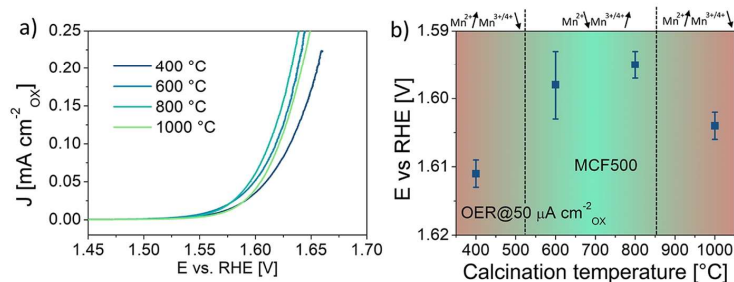 a)
0.25
0.20
0.15
0.10
0.05
0.00
J [mA cm⁻²OX]
400 °C
600 °C
800 °C
1000 °C
1.45 1.50 1.55 1.60 1.65 1.70
E vs. RHE [V]
b)
Mn²⁺↗ Mn³⁺/⁴⁺↘ Mn²⁺↘ Mn³⁺/⁴⁺↗ Mn²⁺↗ Mn³⁺/⁴⁺↘
1.59
1.60
1.61
1.62
E vs RHE [V]
MCF500
OER@50 µA cm⁻²OX
400 500 600 700 800 900 1000
Calcination temperature [°C]